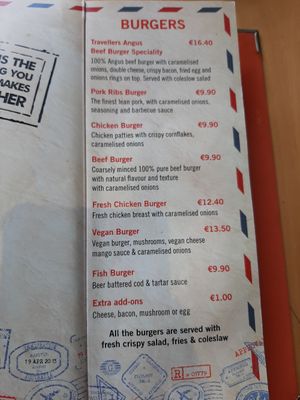 S THE
G YOU
MAKES
HER
BURGERS
Travellers Angus €16.40
Beef Burger Speciality
100% Angus beef burger with caramelised
onions, double cheese, crispy bacon, fried egg and
onions rings on top. Served with coleslaw salad
Pork Ribs Burger €9.90
The finest lean pork, with caramelised onions,
seasoning and barbecue sauce
Chicken Burger €9.90
Chicken patties with crispy cornflakes,
caramelised onions
Beef Burger €9.90
Coarsely minced 100% pure beef burger
with natural flavour and texture
with caramelised onions
Fresh Chicken Burger €12.40
Fresh chicken breast with caramelised onions
Vegan Burger €13.50
Vegan burger, mushrooms, vegan cheese
mango sauce & caramelised onions
Fish Burger €9.90
Beer battered cod & tartar sauce
Extra add-ons €1.00
Cheese, bacon, mushroom or egg
All the burgers are served with
fresh crispy salad, fries & coleslaw